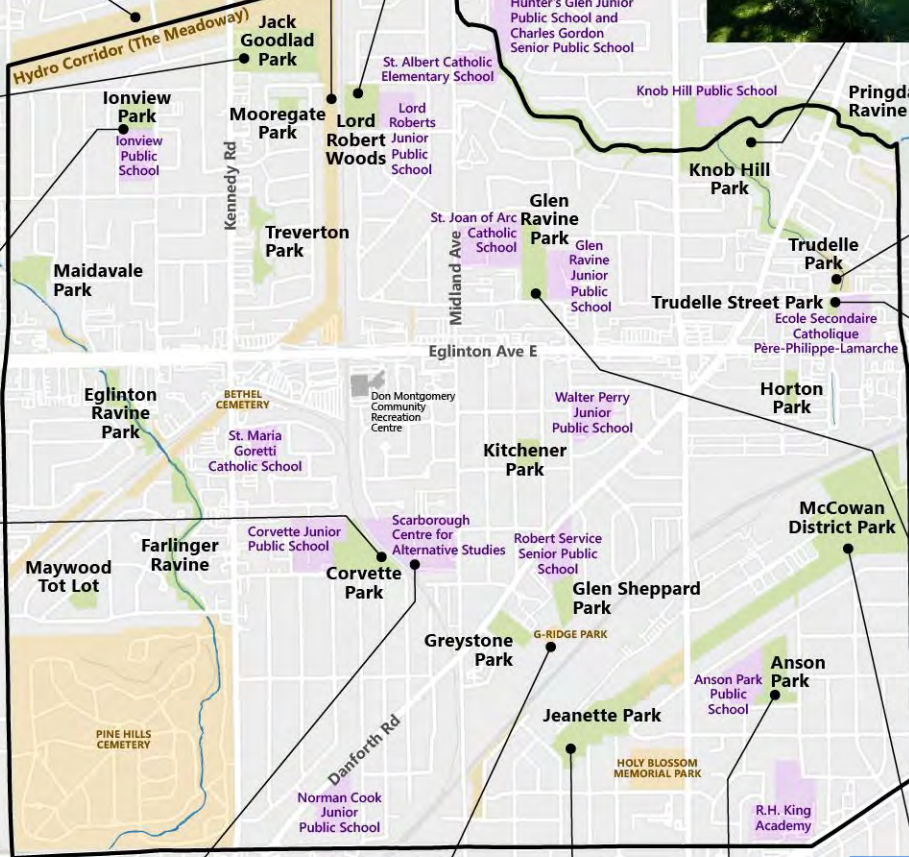 Hunter's Glen Junior
Public School and
Charles Gordon
Senior Public School
Jack
Goodlad
Park
Hydro Corridor (The Meadoway)
St. Albert Catholic
Elementary School
Knob Hill Public School
Ionview
Park
Ionview
Public
School
Mooregate
Park
Lord
Robert
Woods
Lord
Roberts
Junior
Public
School
Knob Hill
Park
Kennedy Rd
Treverton
Park
St. Joan of Arc
Catholic
School
Glen
Ravine
Park
Glen
Ravine
Junior
Public
School
Midland Ave
Trudelle
Park
Trudelle Street Park
Ecole Secondaire
Catholique
Père-Philippe-Lamarche
Maidavale
Park
Eglinton Ave E
Eglinton
Ravine
Park
BETHEL
CEMETERY
Don Montgomery
Community
Recreation
Centre
Walter Perry
Junior
Public School
Horton
Park
St. Maria
Goretti
Catholic School
Kitchener
Park
McCowan
District Park
Maywood
Tot Lot
Farlinger
Ravine
Corvette Junior
Public School
Corvette
Park
Scarborough
Centre for
Alternative Studies
Robert Service
Senior Public
School
Glen Sheppard
Park
Greystone
Park
G-RIDGE PARK
Anson Park
Public
School
Anson
Park
Jeanette Park
PINE HILLS
CEMETERY
Danforth Rd
HOLY BLOSSOM
MEMORIAL PARK
Norman Cook
Junior
Public School
R.H. King
Academy
Ravine